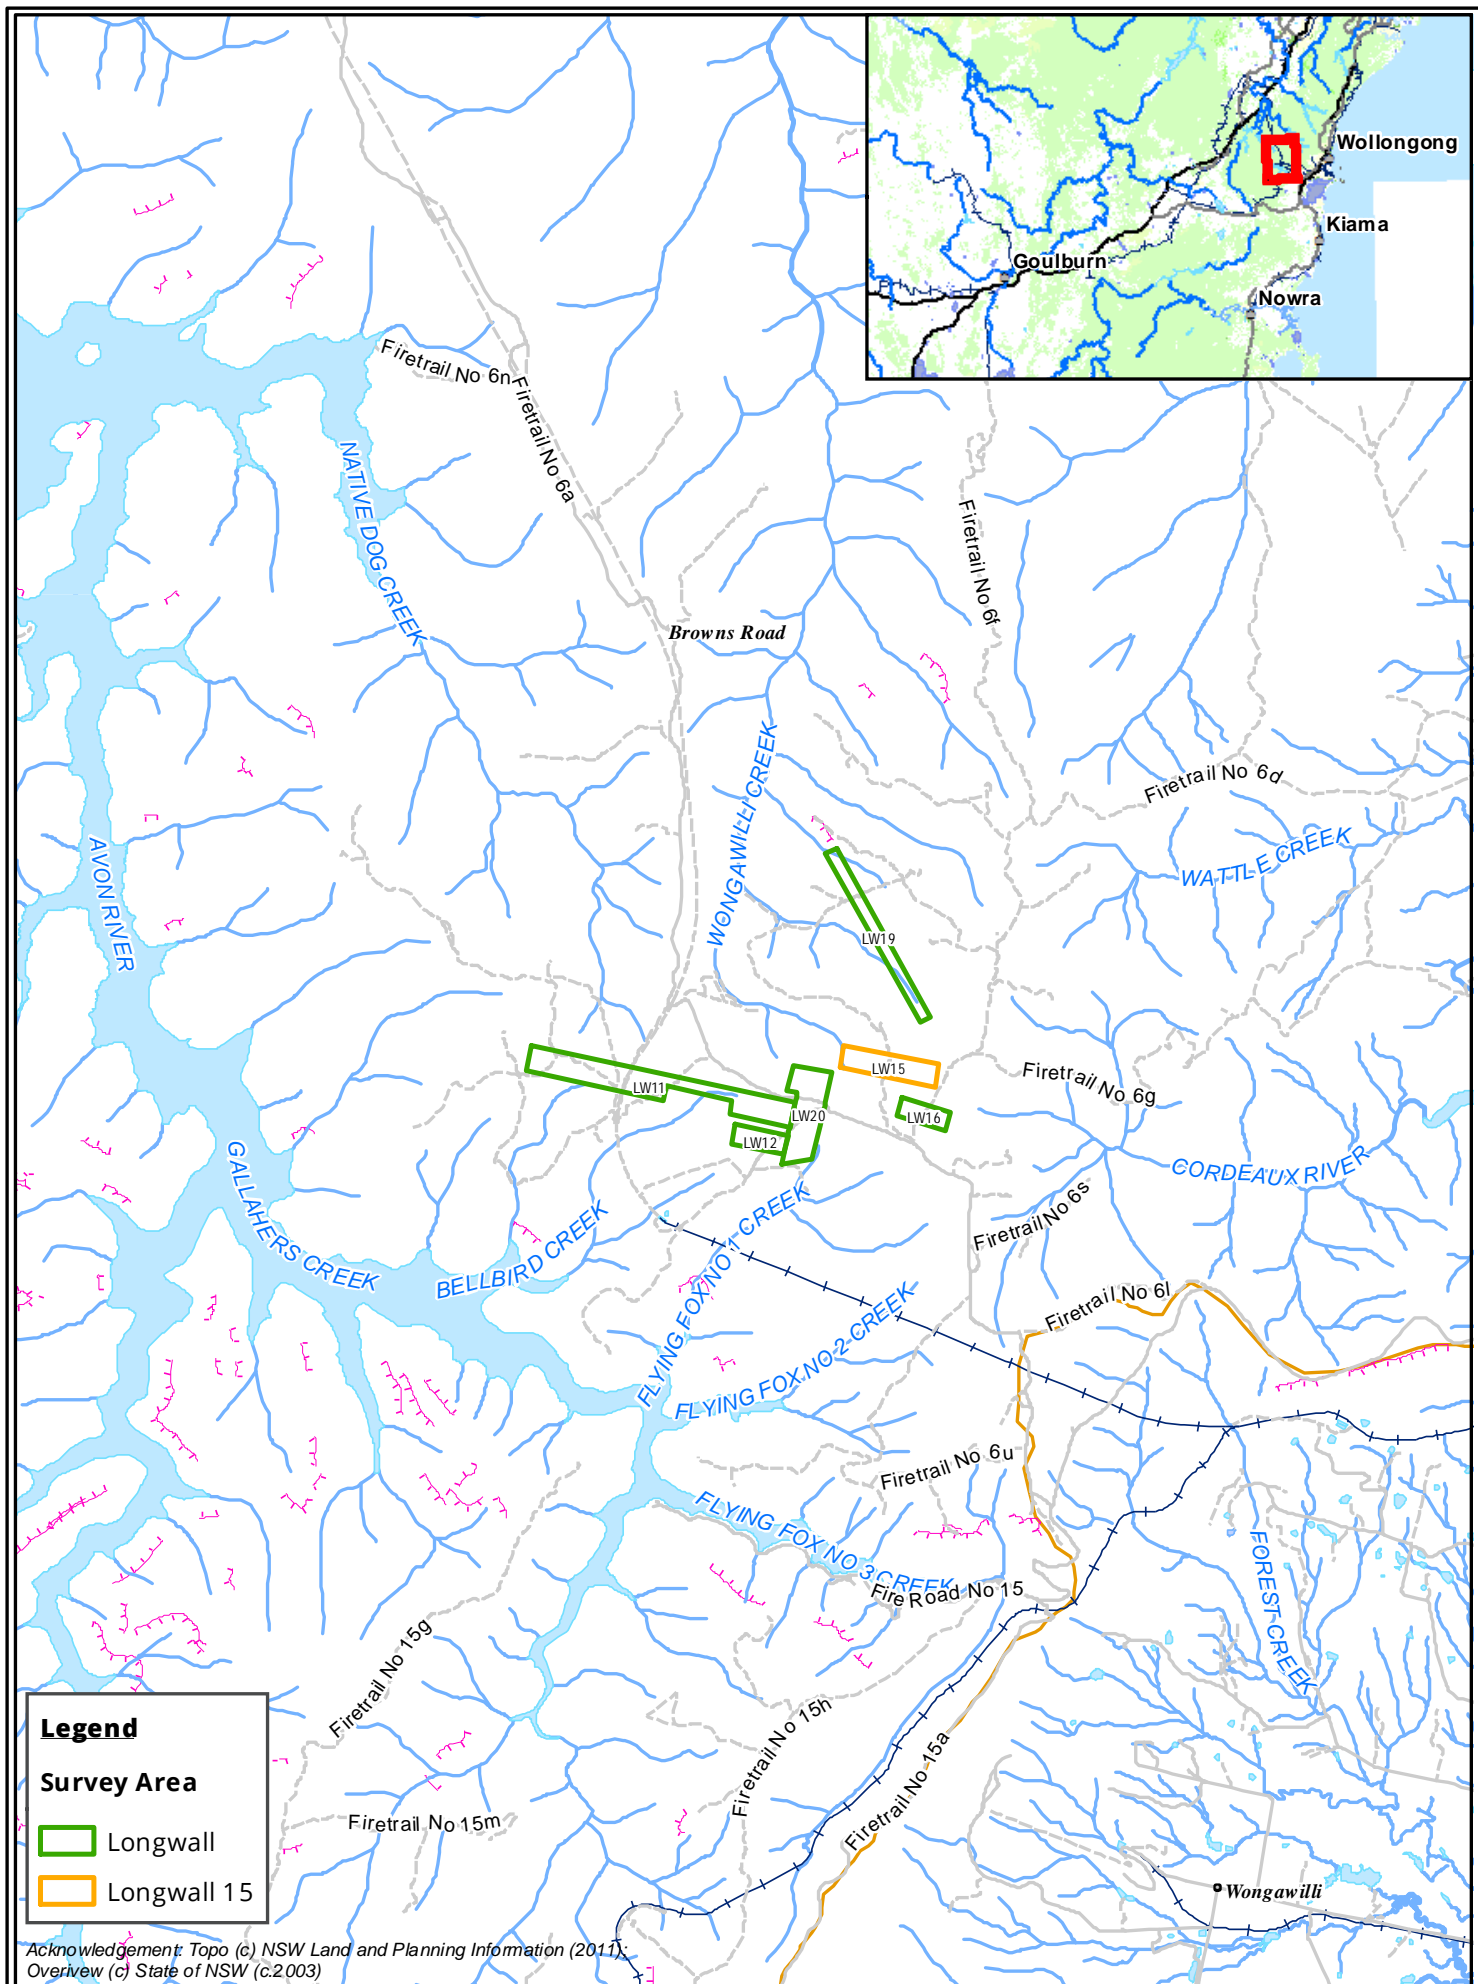 Wollongong
Kiama
Goulburn
Nowra
Firetrail No 6n
Firetrail No 6a
NATIVE DOG CREEK
Firetrail No 6f
Browns Road
WONGAWILLI CREEK
Firetrail No 6d
WATTLE CREEK
AVON RIVER
LW19
LW15
LW11
LW20
LW16
LW12
Firetrail No 6g
CORDEAUX RIVER
GALLAHERS CREEK
BELLBIRD CREEK
FLYING FOX NO 1 CREEK
Firetrail No 6s
Firetrail No 6l
FLYING FOX NO 2 CREEK
Firetrail No 6u
FLYING FOX NO 3 CREEK
Fire Road No 15
FOREST CREEK
Firetrail No 15g
Firetrail No 15h
Firetrail No 15a
Firetrail No 15m
Wongawilli
Legend
Survey Area
Longwall
Longwall 15
Acknowledgement: Topo (c) NSW Land and Planning Information (2011);
Overivew (c) State of NSW (c.2003)